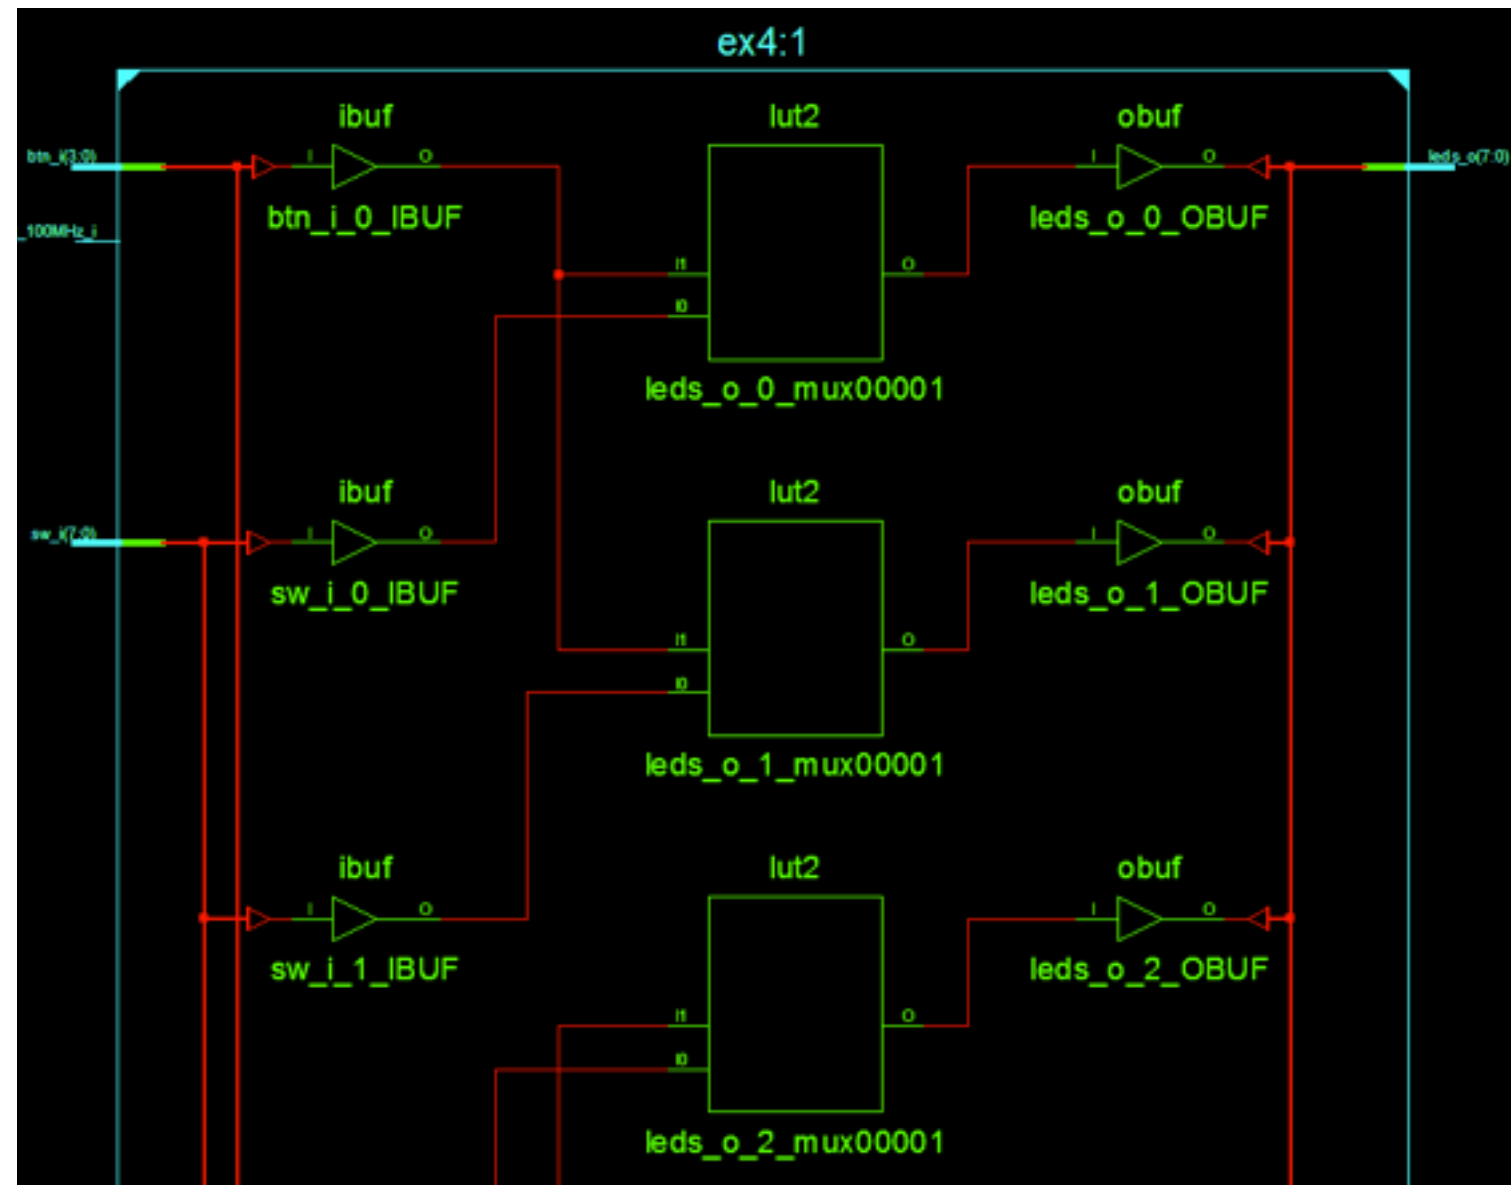 ex4:1
ibuf lut2 obuf
btn_i(3:0) I O I O leds_o(7:0)
btn_i_0_IBUF leds_o_0_OBUF
_100MHz_i
I1 O
I0
leds_o_0_mux00001
ibuf lut2 obuf
sw_i(7:0) I O I O
sw_i_0_IBUF leds_o_1_OBUF
I1 O
I0
leds_o_1_mux00001
ibuf lut2 obuf
I O I O
sw_i_1_IBUF leds_o_2_OBUF
I1 O
I0
leds_o_2_mux00001